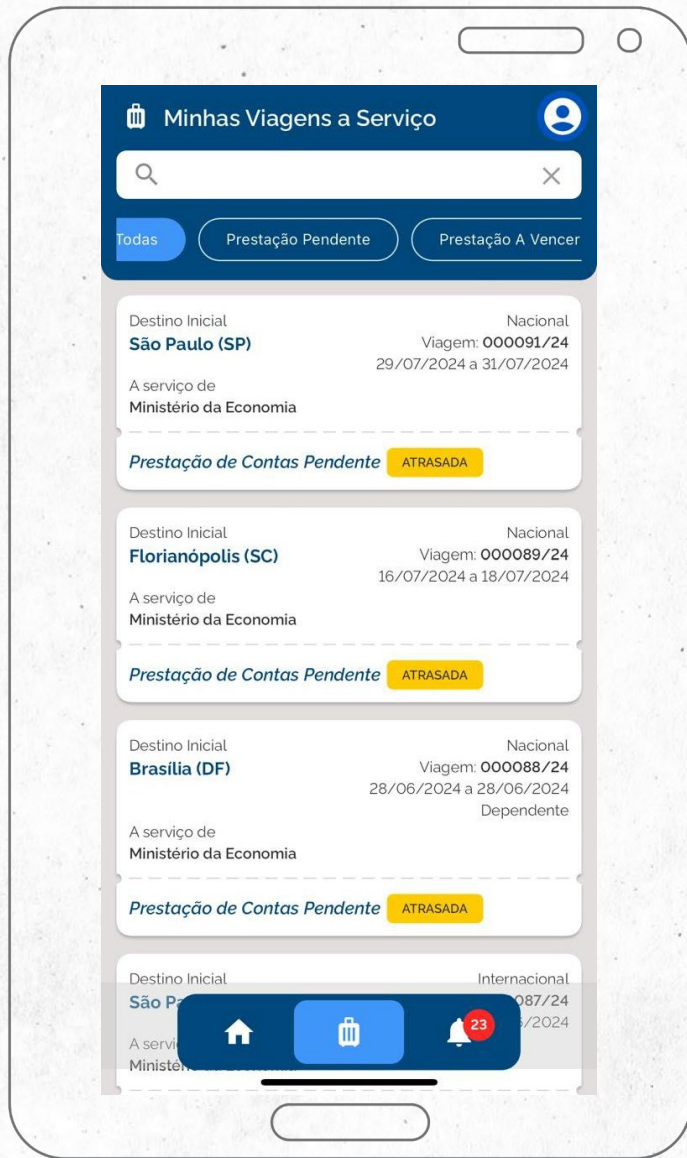 Minhas Viagens a Serviço
Todas
Prestação Pendente
Prestação A Vencer
Destino Inicial
Nacional
São Paulo (SP)
Viagem: 000091/24
29/07/2024 a 31/07/2024
A serviço de
Ministério da Economia
Prestação de Contas Pendente ATRASADA
Destino Inicial
Nacional
Florianópolis (SC)
Viagem: 000089/24
16/07/2024 a 18/07/2024
A serviço de
Ministério da Economia
Prestação de Contas Pendente ATRASADA
Destino Inicial
Nacional
Brasília (DF)
Viagem: 000088/24
28/06/2024 a 28/06/2024
Dependente
A serviço de
Ministério da Economia
Prestação de Contas Pendente ATRASADA
Destino Inicial
Internacional
São
087/24
/2024
23
A